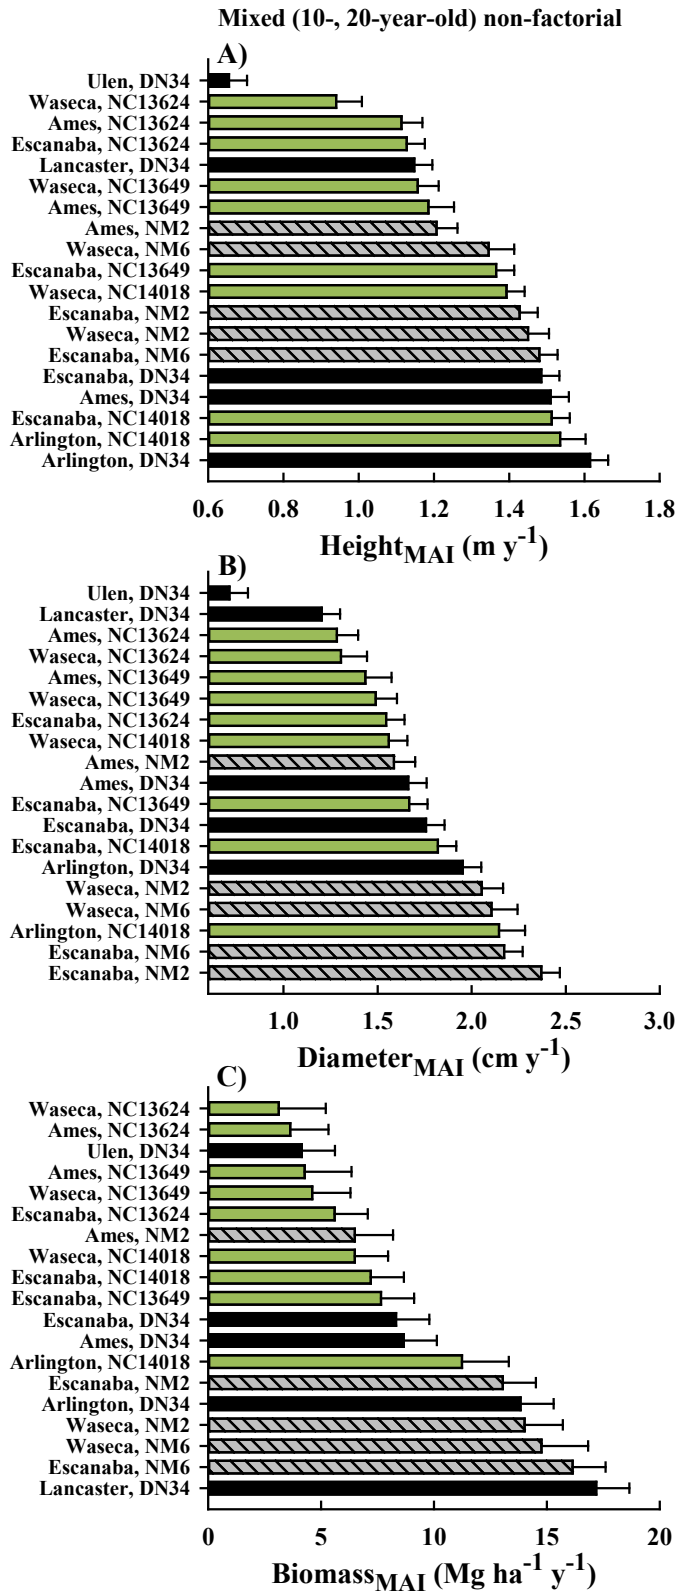 Mixed (10-, 20-year-old) non-factorial
A)
Ulen, DN34
Waseca, NC13624
Ames, NC13624
Escanaba, NC13624
Lancaster, DN34
Waseca, NC13649
Ames, NC13649
Ames, NM2
Waseca, NM6
Escanaba, NC13649
Waseca, NC14018
Escanaba, NM2
Waseca, NM2
Escanaba, NM6
Escanaba, DN34
Ames, DN34
Escanaba, NC14018
Arlington, NC14018
Arlington, DN34
0.6 0.8 1.0 1.2 1.4 1.6 1.8
HeightMAI (m y-1)
B)
Ulen, DN34
Lancaster, DN34
Ames, NC13624
Waseca, NC13624
Ames, NC13649
Waseca, NC13649
Escanaba, NC13624
Waseca, NC14018
Ames, NM2
Ames, DN34
Escanaba, NC13649
Escanaba, DN34
Escanaba, NC14018
Arlington, DN34
Waseca, NM2
Waseca, NM6
Arlington, NC14018
Escanaba, NM6
Escanaba, NM2
1.0 1.5 2.0 2.5 3.0
DiameterMAI (cm y-1)
C)
Waseca, NC13624
Ames, NC13624
Ulen, DN34
Ames, NC13649
Waseca, NC13649
Escanaba, NC13624
Ames, NM2
Waseca, NC14018
Escanaba, NC14018
Escanaba, NC13649
Escanaba, DN34
Ames, DN34
Arlington, NC14018
Escanaba, NM2
Arlington, DN34
Waseca, NM2
Waseca, NM6
Escanaba, NM6
Lancaster, DN34
0 5 10 15 20
BiomassMAI (Mg ha-1 y-1)